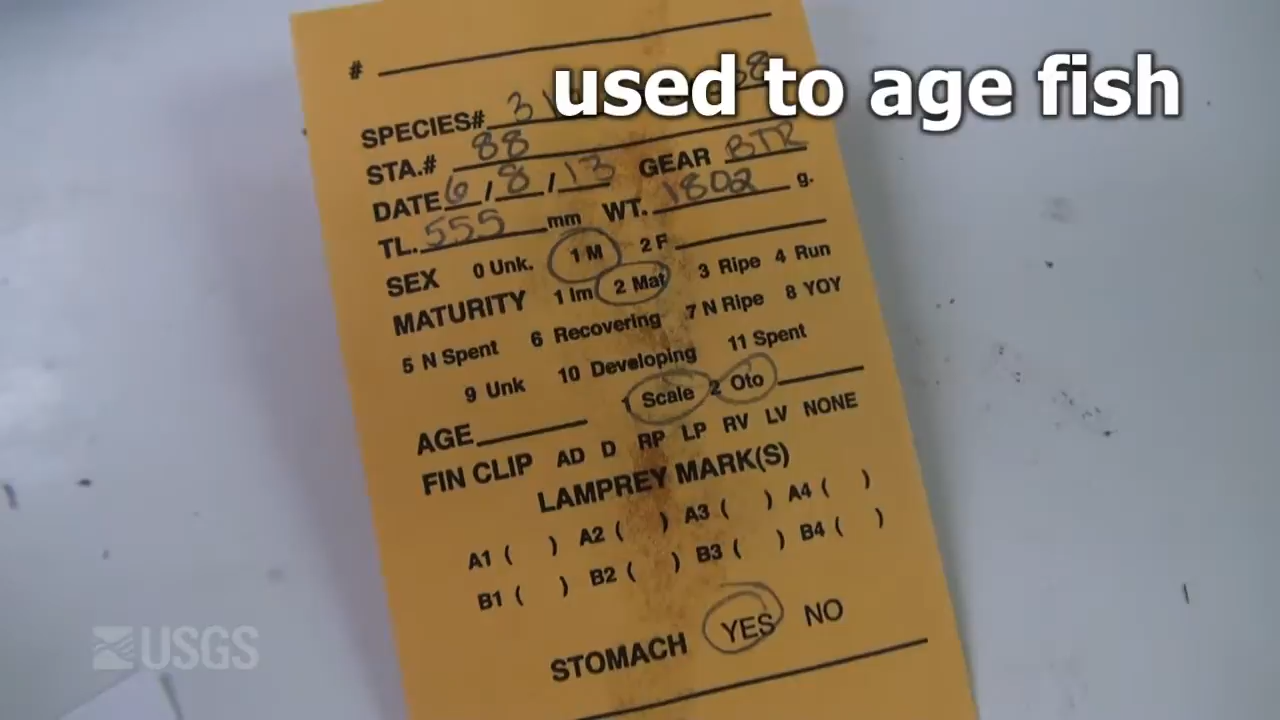 used to age fish
#
SPECIES# 
STA.# 88
DATE 6/8/13 GEAR BTR
TL. 555 mm WT. 1802 g.
SEX 0 Unk. 1 M 2 F
MATURITY 1 Im 2 Mat 3 Ripe 4 Run
5 N Spent 6 Recovering 7 N Ripe 8 YOY
9 Unk 10 Developing 11 Spent
AGE 1 Scale 2 Oto
FIN CLIP AD D RP LP RV LV NONE
LAMPREY MARK(S)
A1 ( ) A2 ( ) A3 ( ) A4 ( )
B1 ( ) B2 ( ) B3 ( ) B4 ( )
STOMACH YES NO
USGS